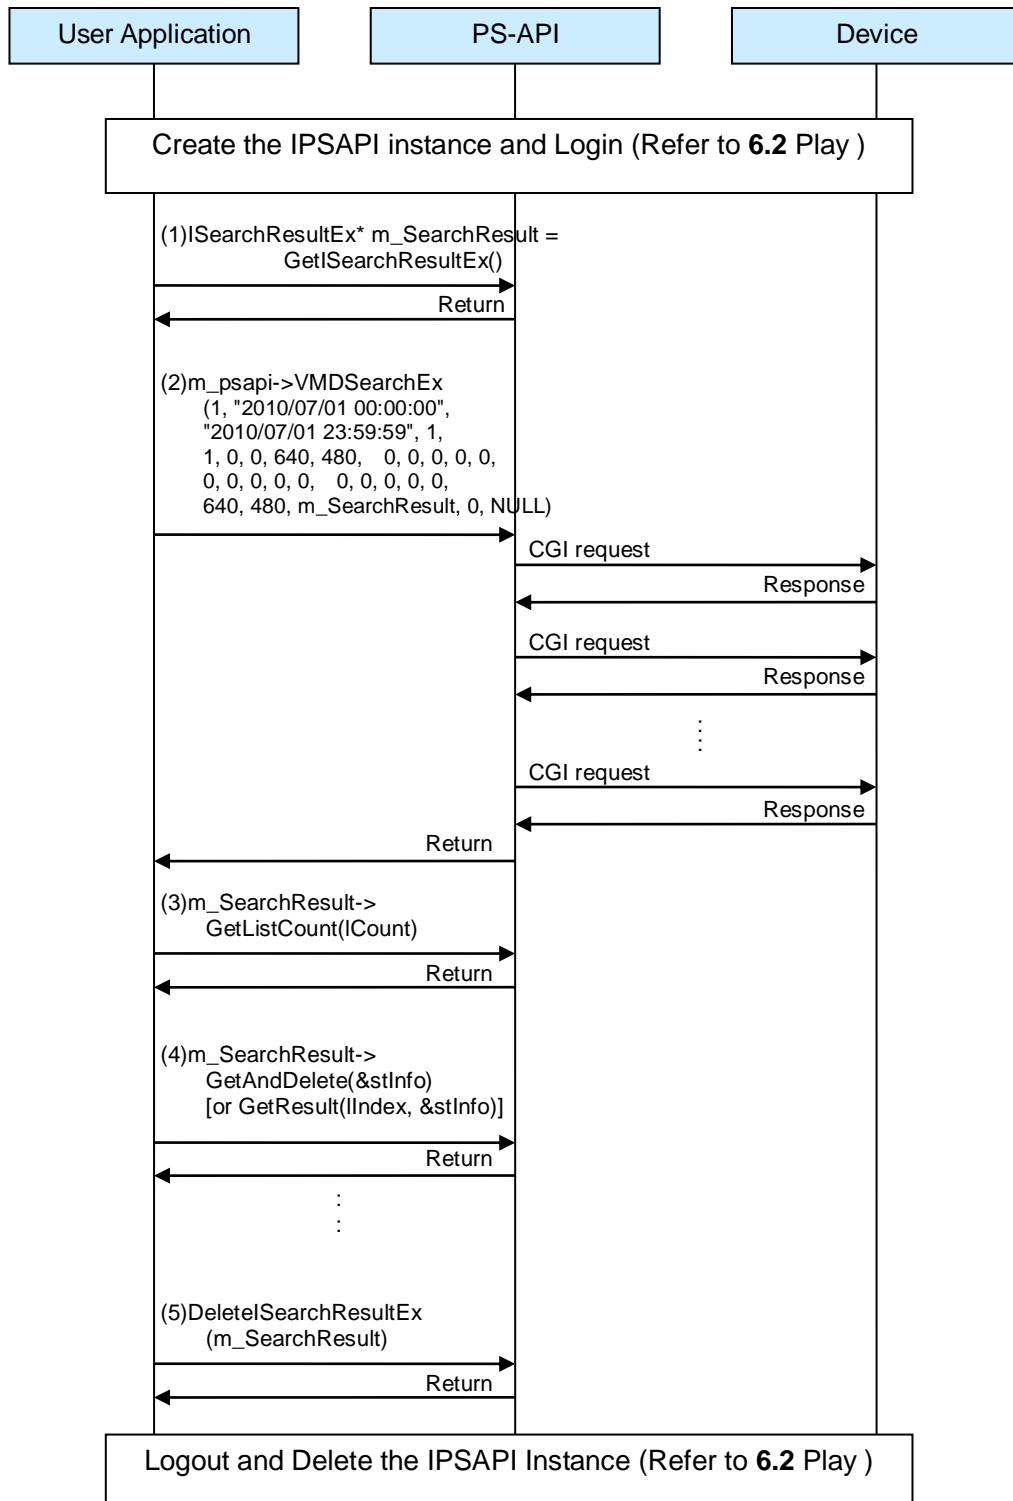 User Application
PS-API
Device
Create the IPSAPI instance and Login (Refer to 6.2 Play )
(1)ISearchResultEx* m_SearchResult =
GetISearchResultEx()
Return
(2)m_psapi->VMDSearchEx
(1, "2010/07/01 00:00:00",
"2010/07/01 23:59:59", 1,
1, 0, 0, 640, 480, 0, 0, 0, 0, 0,
0, 0, 0, 0, 0, 0, 0, 0, 0, 0,
640, 480, m_SearchResult, 0, NULL)
CGI request
Response
CGI request
Response
CGI request
Response
Return
(3)m_SearchResult->
GetListCount(lCount)
Return
(4)m_SearchResult->
GetAndDelete(&stInfo)
[or GetResult(lIndex, &stInfo)]
Return
(5)DeleteISearchResultEx
(m_SearchResult)
Return
Logout and Delete the IPSAPI Instance (Refer to 6.2 Play )